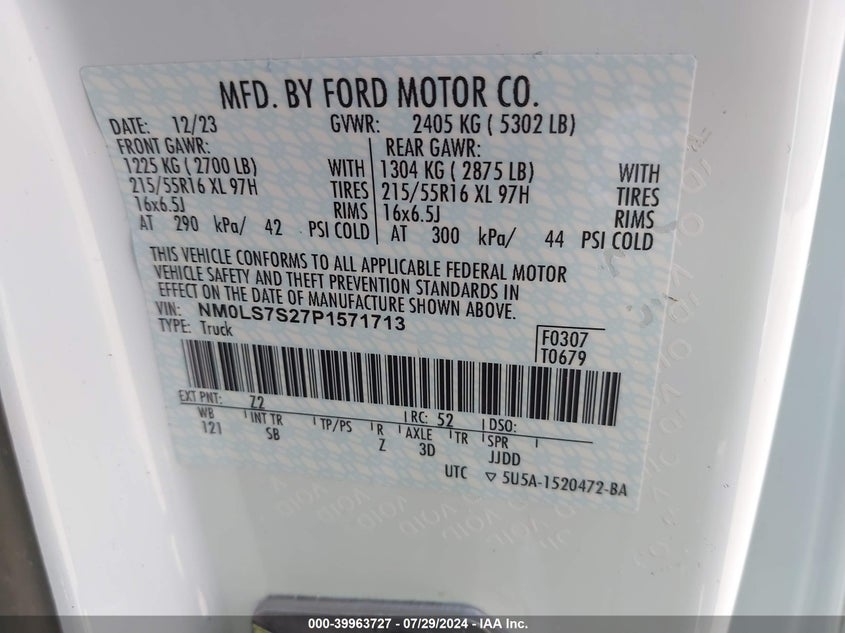 MFD. BY FORD MOTOR CO.
DATE: 12/23 GVWR: 2405 KG ( 5302 LB)
FRONT GAWR: REAR GAWR:
1225 KG ( 2700 LB) WITH 1304 KG ( 2875 LB) WITH
215/55R16 XL 97H TIRES 215/55R16 XL 97H TIRES
16x6.5J RIMS 16x6.5J RIMS
AT 290 kPa/ 42 PSI COLD AT 300 kPa/ 44 PSI COLD
THIS VEHICLE CONFORMS TO ALL APPLICABLE FEDERAL MOTOR
VEHICLE SAFETY AND THEFT PREVENTION STANDARDS IN
EFFECT ON THE DATE OF MANUFACTURE SHOWN ABOVE.
VIN: NM0LS7S27P1571713
TYPE: Truck
F0307
T0679
EXT PNT: Z2 RC: 52 DSO:
WB INT TR TP/PS R AXLE TR SPR
121 SB Z 3D JJDD
UTC ▽ 5U5A-1520472-BA
000-39963727 - 07/29/2024 - IAA Inc.